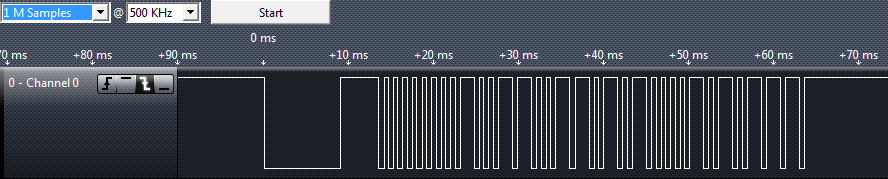 1 M Samples @ 500 KHz Start
0 ms
70 ms +80 ms +90 ms +10 ms +20 ms +30 ms +40 ms +50 ms +60 ms +70 ms
0 - Channel 0